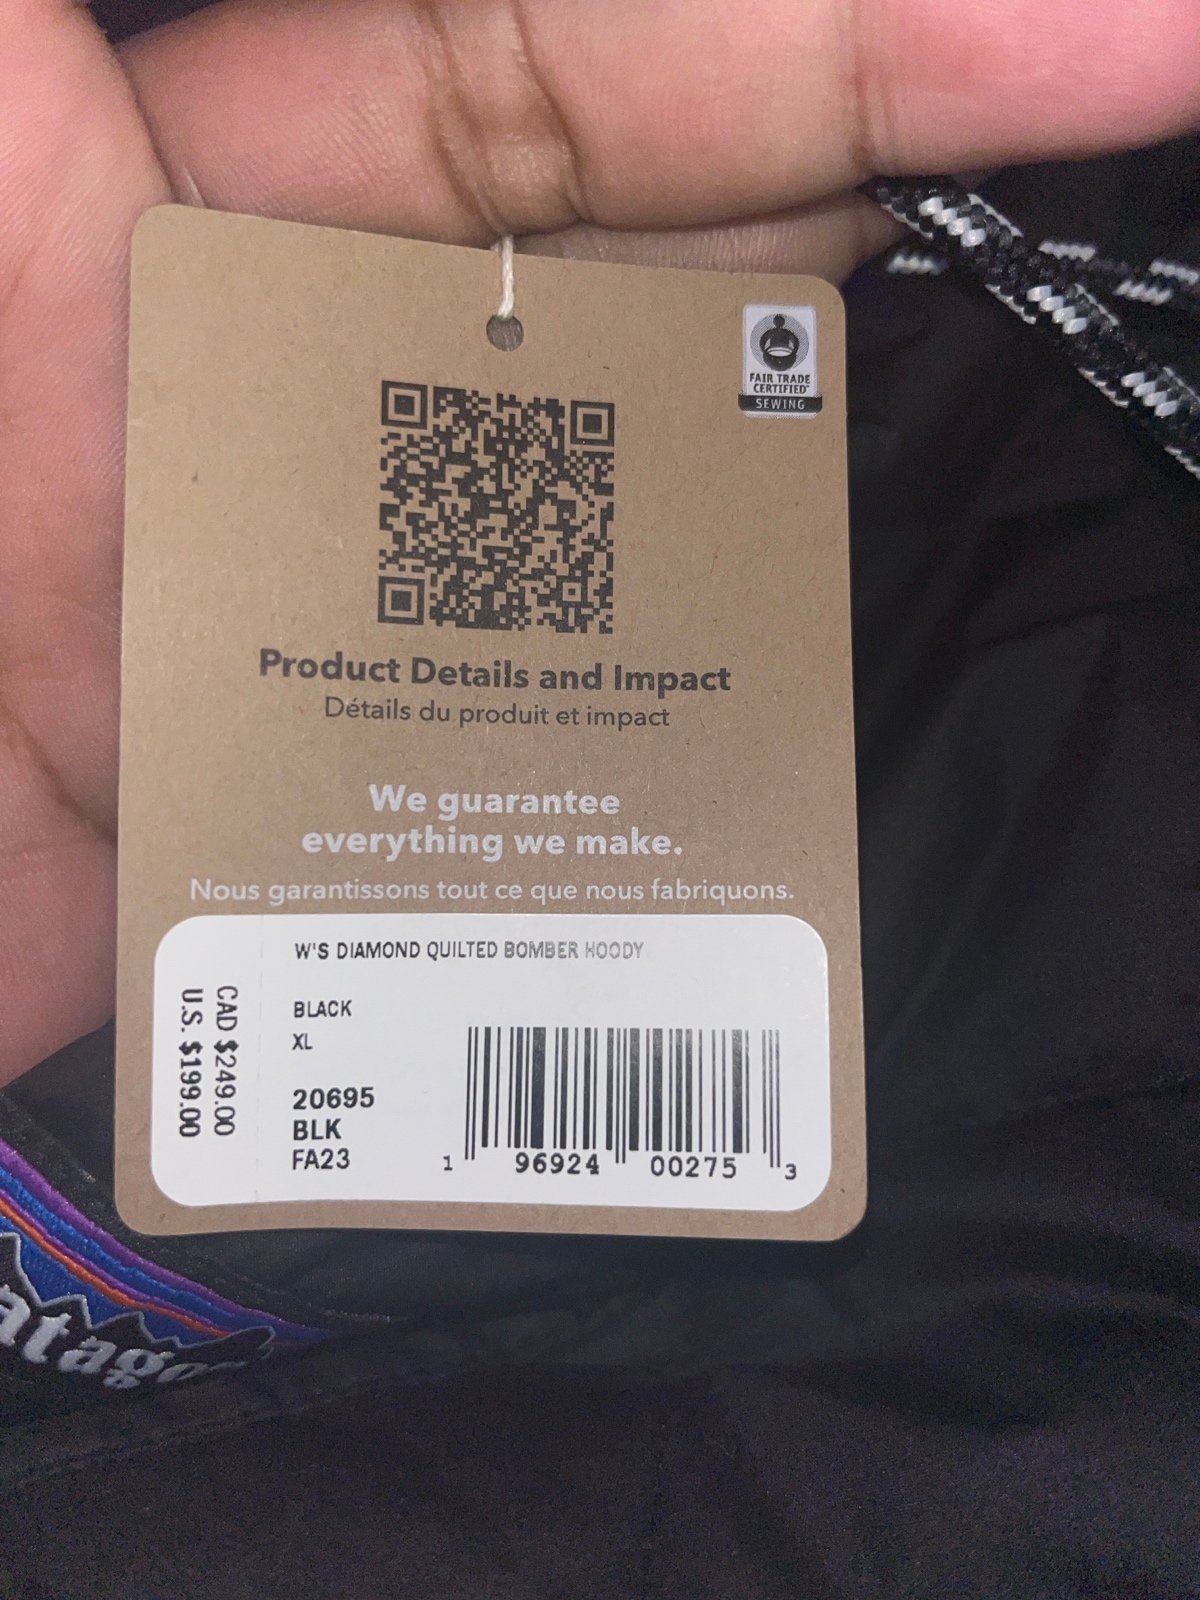 FAIR TRADE
CERTIFIED™
SEWING
Product Details and Impact
Détails du produit et impact
We guarantee
everything we make.
Nous garantissons tout ce que nous fabriquons.
W'S DIAMOND QUILTED BOMBER HOODY
BLACK
XL
20695
BLK
FA23
CAD $249.00
U.S. $199.00
1 96924 00275 3
atago